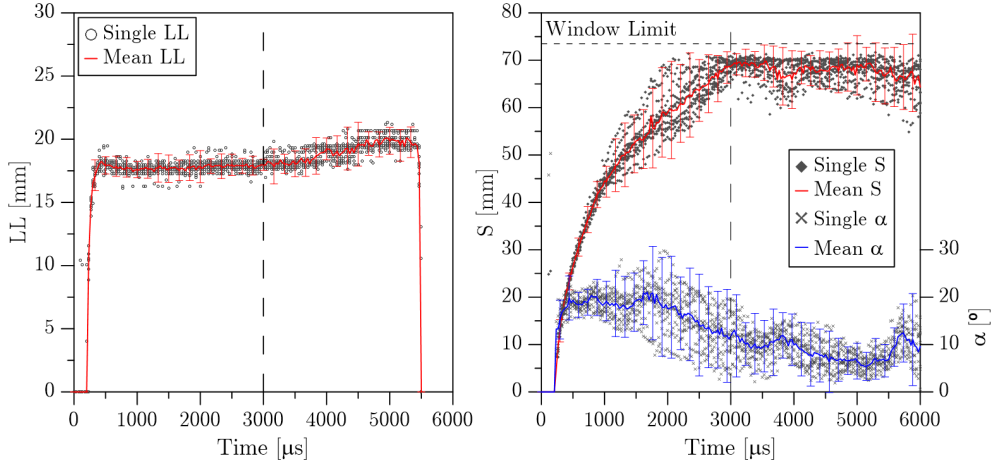 30
25
20
15
10
5
0
0 1000 2000 3000 4000 5000 6000
LL [mm]
Time [μs]
Single LL
Mean LL
80
70
60
50
40
30
20
10
0
0 1000 2000 3000 4000 5000 6000
S [mm]
Time [μs]
Window Limit
Single S
Mean S
Single α
Mean α
30
20
10
0
α [º]